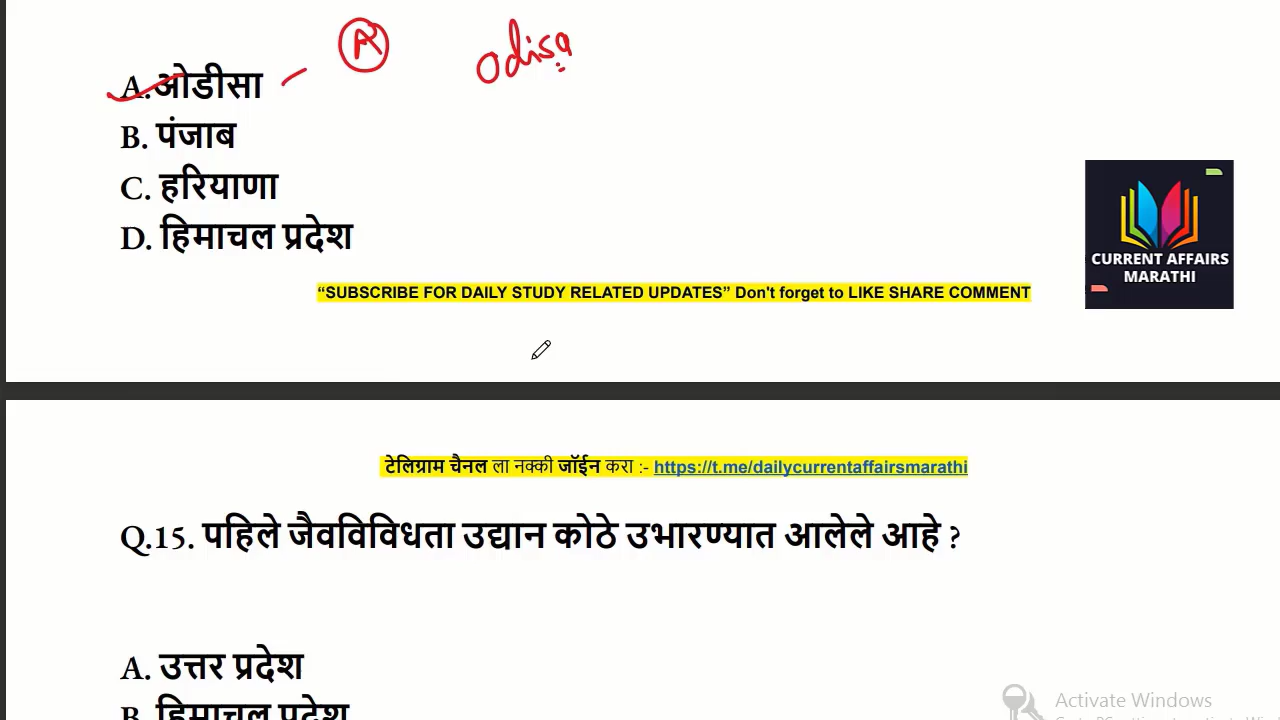 A odisa
A.ओडीसा
B. पंजाब
C. हरियाणा
D. हिमाचल प्रदेश
CURRENT AFFAIRS
MARATHI
“SUBSCRIBE FOR DAILY STUDY RELATED UPDATES” Don't forget to LIKE SHARE COMMENT
टेलिग्राम चैनल ला नक्की जॉईन करा :- https://t.me/dailycurrentaffairsmarathi
Q.15. पहिले जैवविविधता उद्यान कोठे उभारण्यात आलेले आहे ?
A. उत्तर प्रदेश
B. हिमाचल प्रदेश
Activate Windows